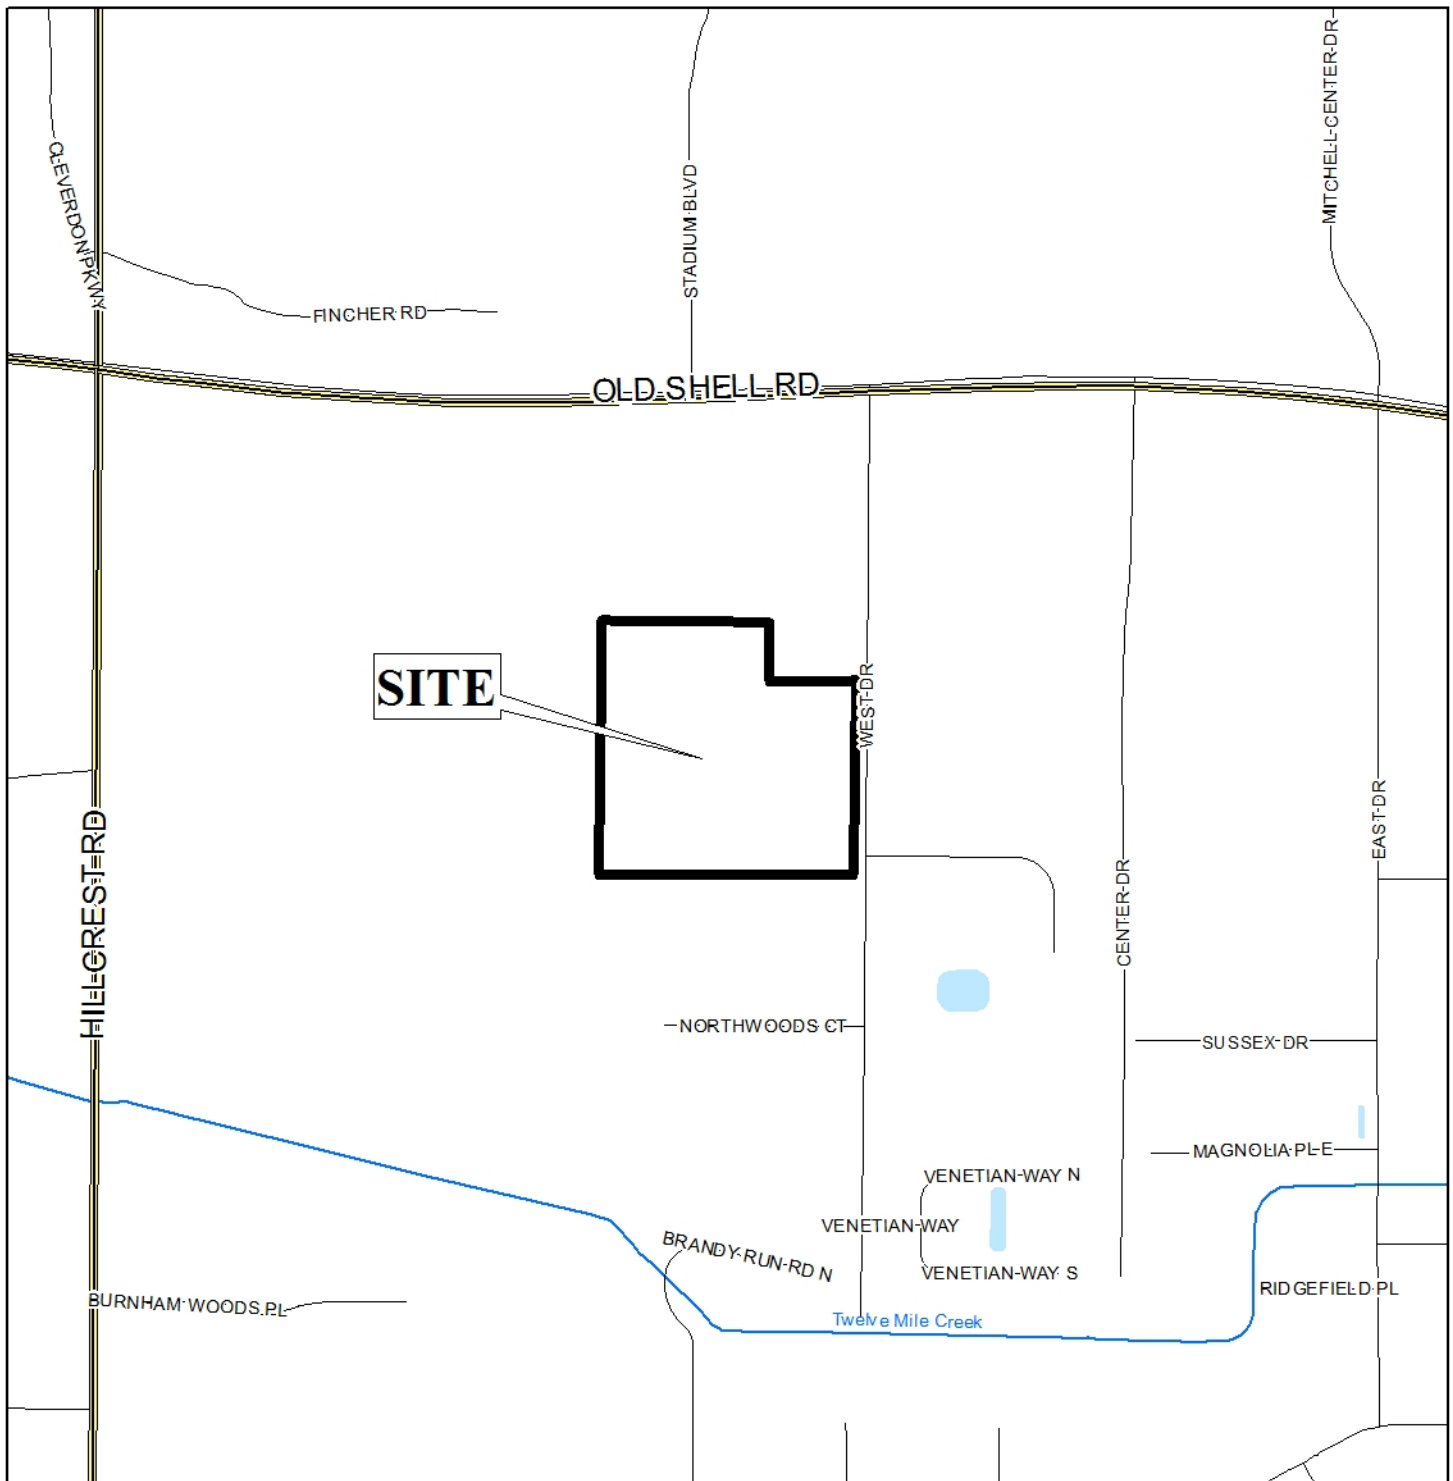 MITCHELL CENTER DR
CLEVERDON PKWY
STADIUM BLVD
FINCHER RD
OLD SHELL RD
SITE
WEST DR
HILLCREST RD
EAST DR
CENTER DR
NORTHWOODS CT
SUSSEX DR
MAGNOLIA PL E
VENETIAN WAY N
VENETIAN WAY
BRANDY RUN RD N
VENETIAN WAY S
RIDGEFIELD PL
BURNHAM WOODS PL
Twelve Mile Creek